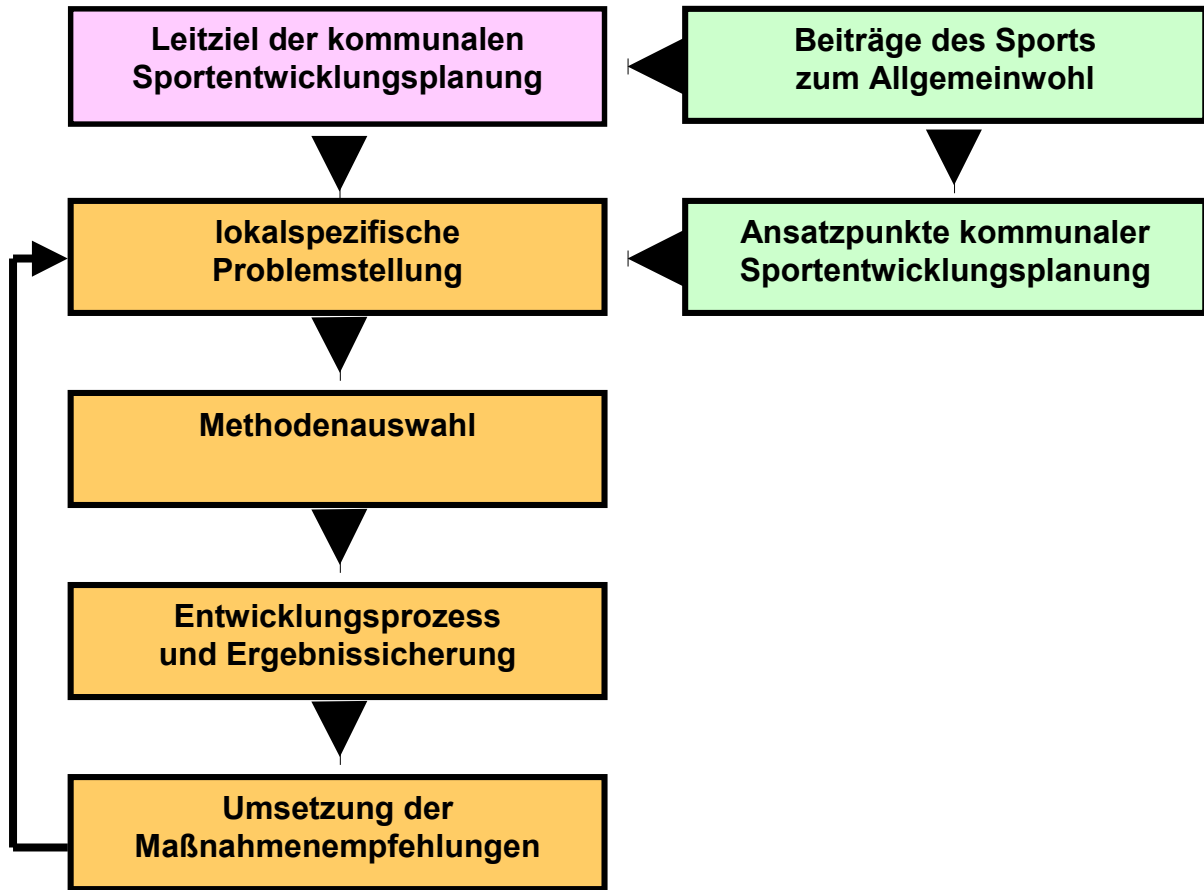 Leitziel der kommunalen
Sportentwicklungsplanung
Beiträge des Sports
zum Allgemeinwohl
lokalspezifische
Problemstellung
Ansatzpunkte kommunaler
Sportentwicklungsplanung
Methodenauswahl
Entwicklungsprozess
und Ergebnissicherung
Umsetzung der
Maßnahmenempfehlungen